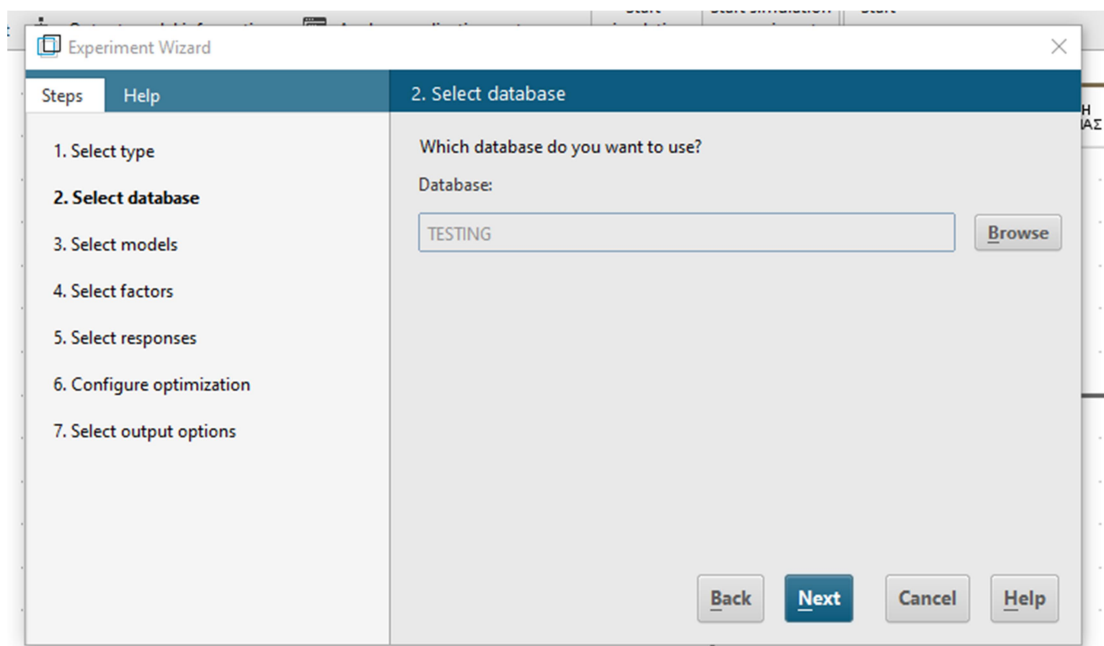 Experiment Wizard
Steps
Help
1. Select type
2. Select database
3. Select models
4. Select factors
5. Select responses
6. Configure optimization
7. Select output options
2. Select database
Which database do you want to use?
Database:
TESTING
Browse
Back
Next
Cancel
Help